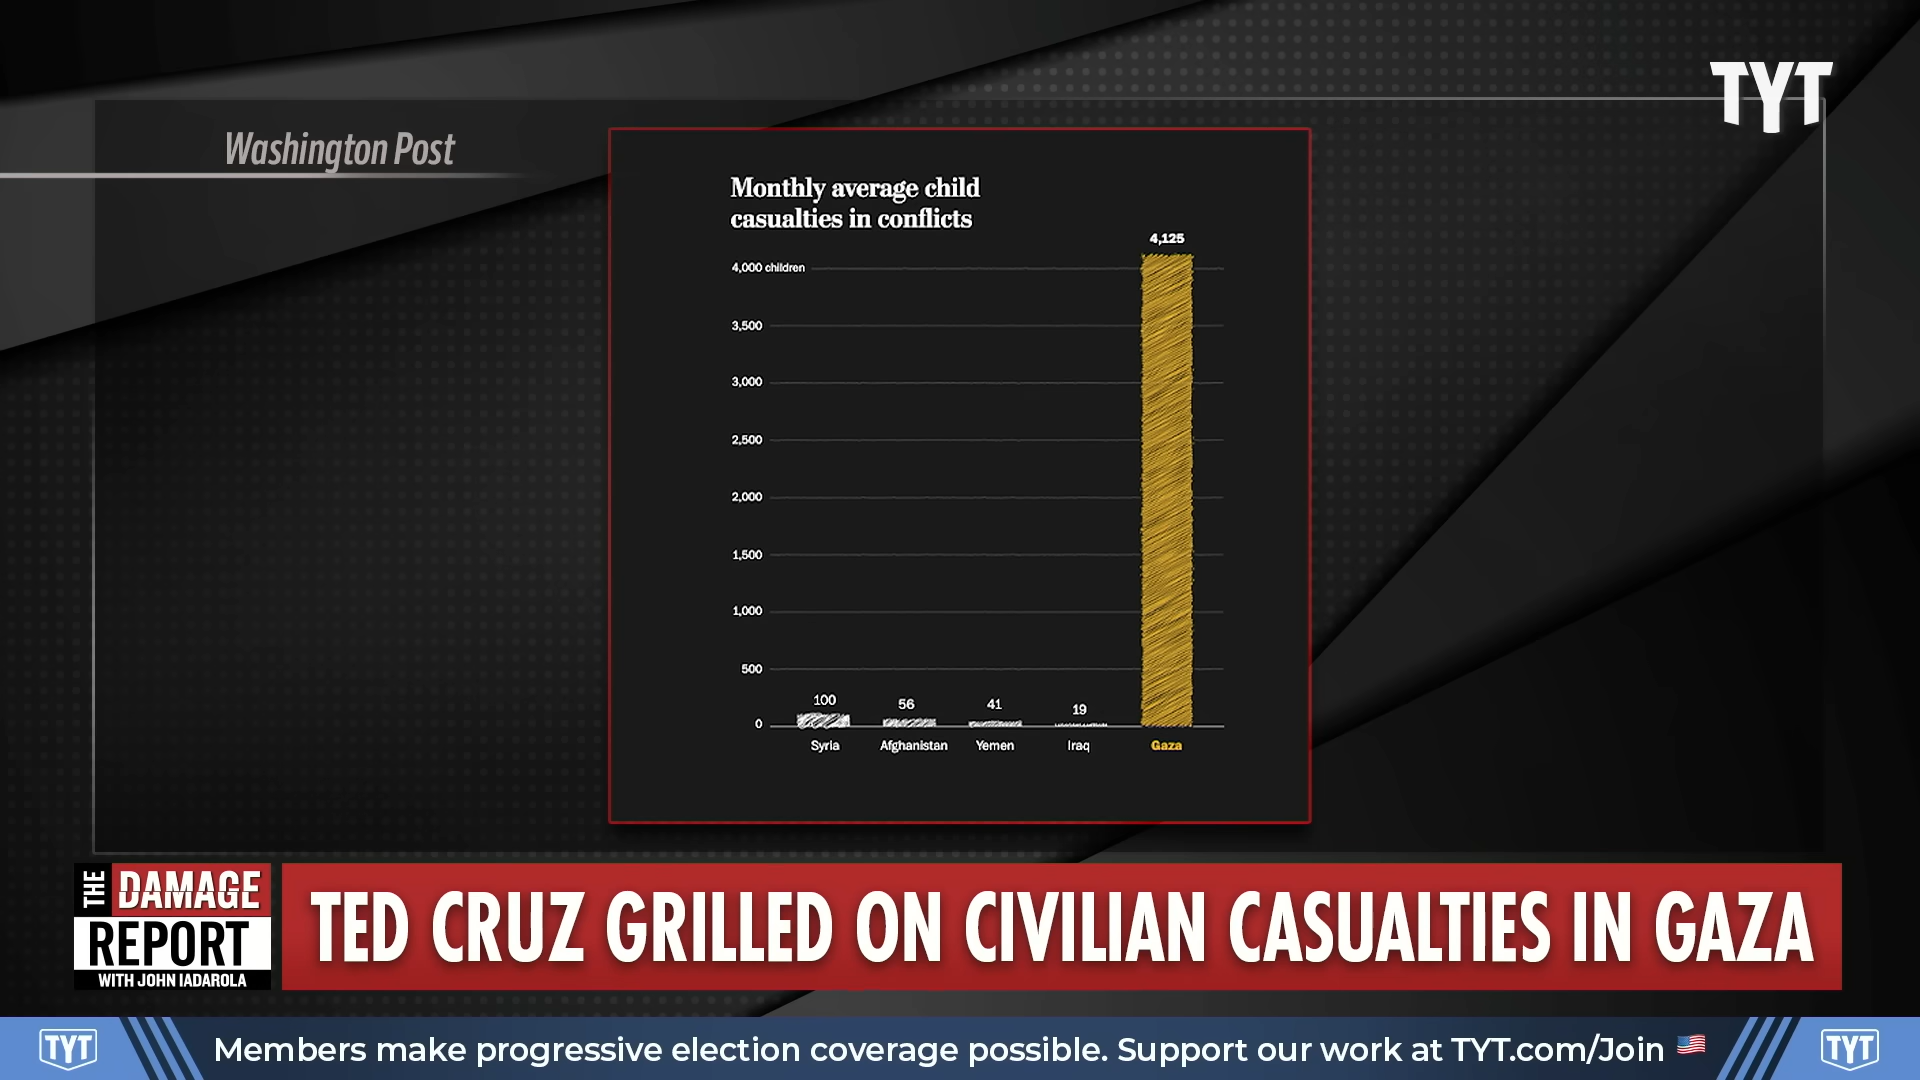 TYT
Washington Post
Monthly average child
casualties in conflicts
4,125
4,000 children
3,500
3,000
2,500
2,000
1,500
1,000
500
0
100
56
41
19
Syria
Afghanistan
Yemen
Iraq
Gaza
THE DAMAGE
REPORT
WITH JOHN IADAROLA
TED CRUZ GRILLED ON CIVILIAN CASUALTIES IN GAZA
TYT
Members make progressive election coverage possible. Support our work at TYT.com/Join 🇺🇸
TYT